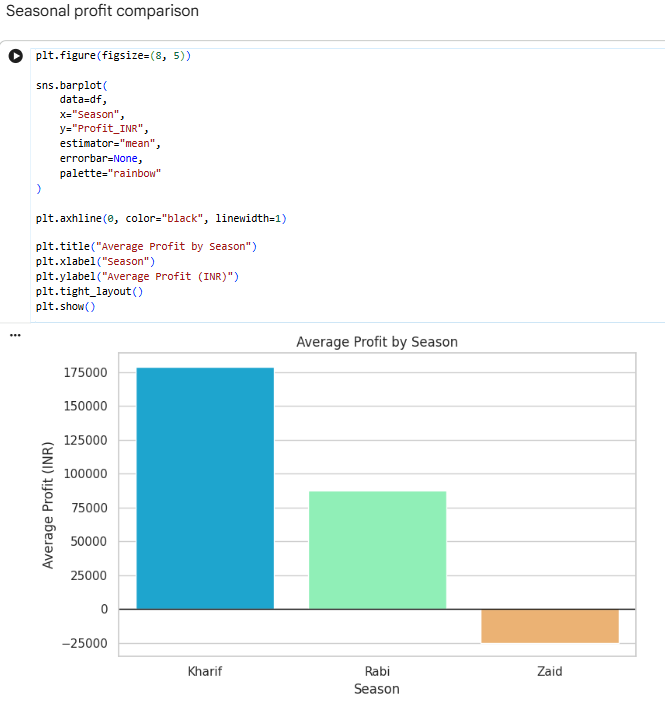 Seasonal profit comparison
plt.figure(figsize=(8, 5))
sns.barplot(
    data=df,
    x="Season",
    y="Profit_INR",
    estimator="mean",
    errorbar=None,
    palette="rainbow"
)
plt.axhline(0, color="black", linewidth=1)
plt.title("Average Profit by Season")
plt.xlabel("Season")
plt.ylabel("Average Profit (INR)")
plt.tight_layout()
plt.show()
Average Profit by Season
Average Profit (INR)
175000
150000
125000
100000
75000
50000
25000
0
−25000
Kharif Rabi Zaid
Season